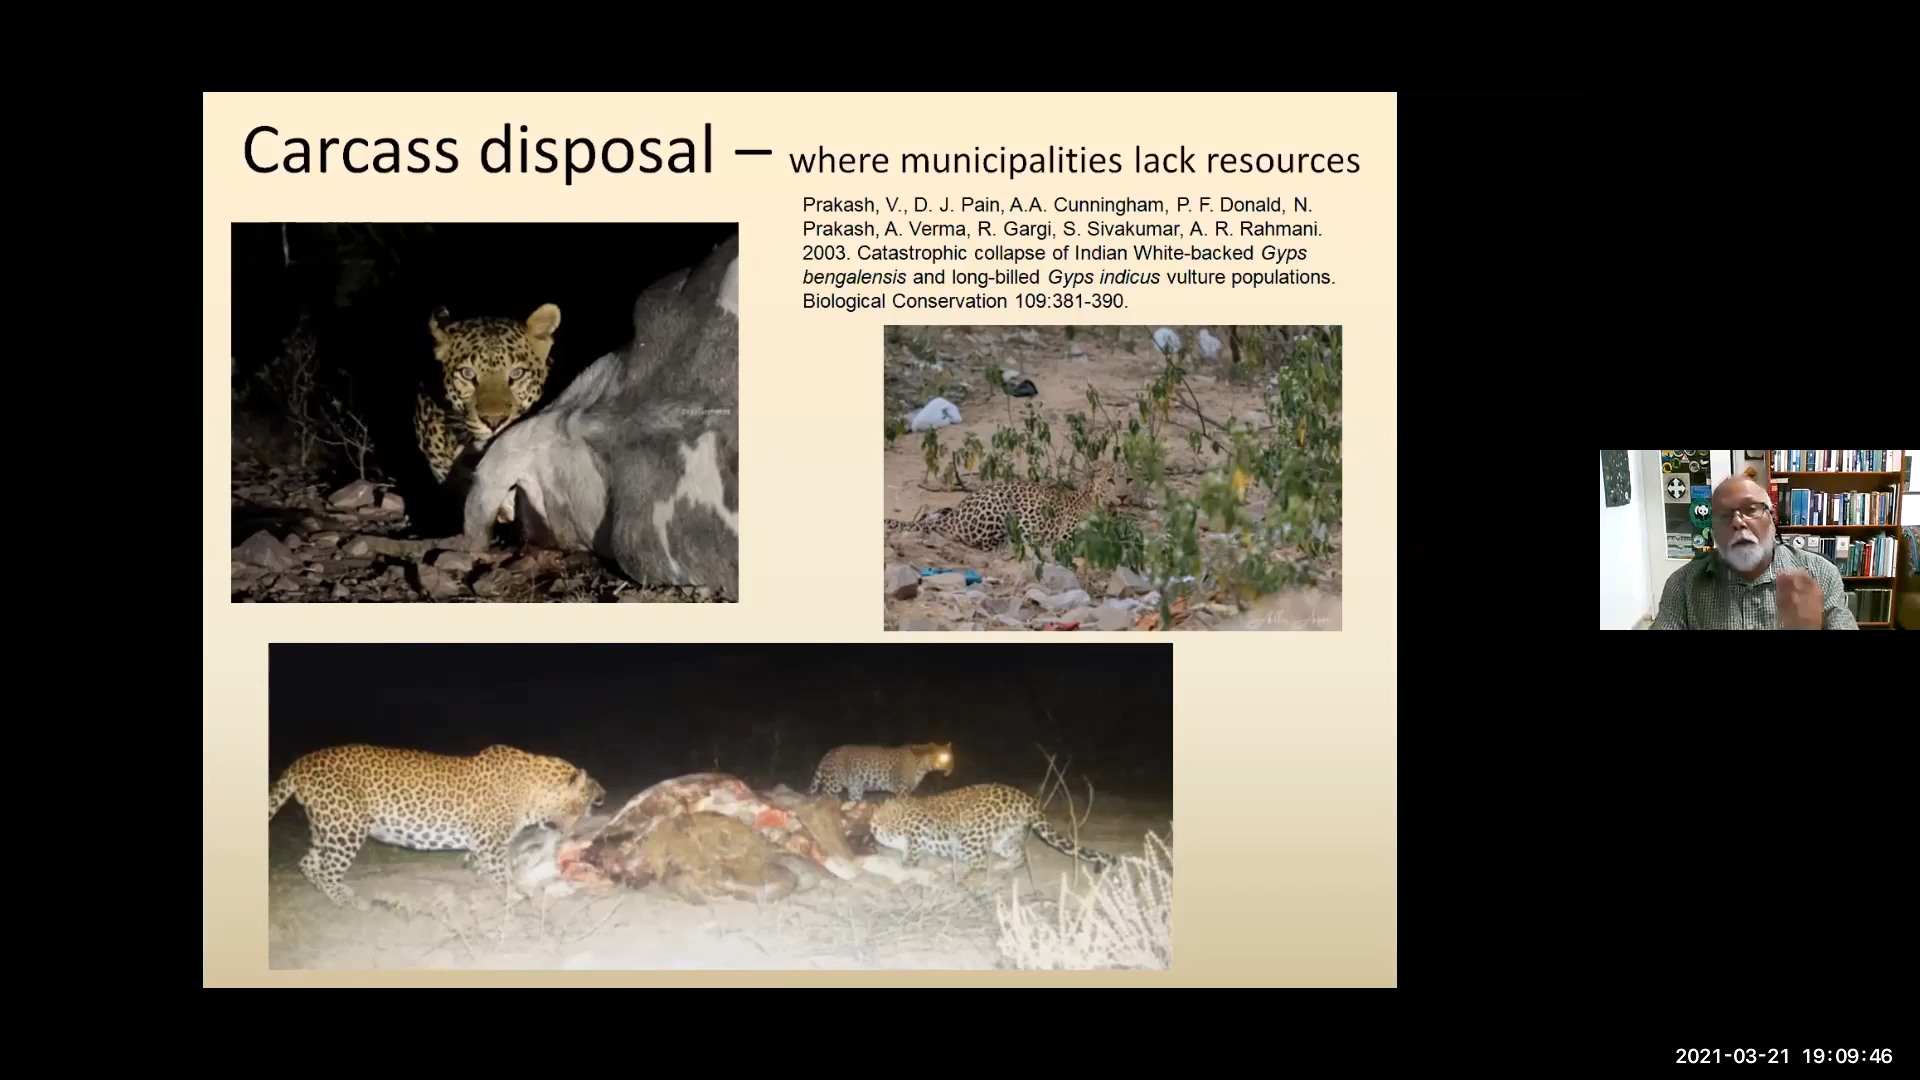 Carcass disposal – where municipalities lack resources
Prakash, V., D. J. Pain, A.A. Cunningham, P. F. Donald, N.
Prakash, A. Verma, R. Gargi, S. Sivakumar, A. R. Rahmani.
2003. Catastrophic collapse of Indian White-backed Gyps
bengalensis and long-billed Gyps indicus vulture populations.
Biological Conservation 109:381-390.
2021-03-21 19:09:46